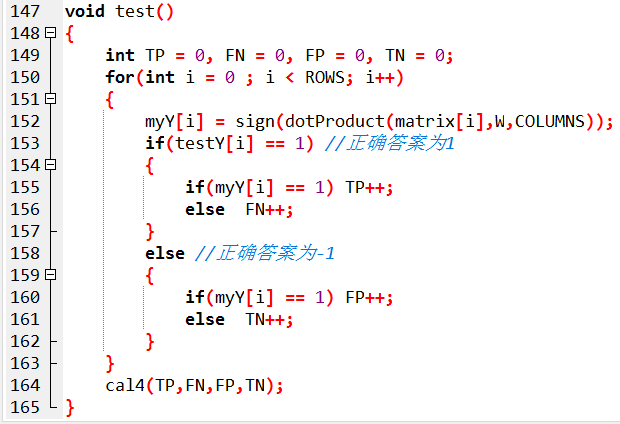 147 void test()
148 {
149     int TP = 0, FN = 0, FP = 0, TN = 0;
150     for(int i = 0 ; i < ROWS; i++)
151     {
152         myY[i] = sign(dotProduct(matrix[i],W,COLUMNS));
153         if(testY[i] == 1) //正确答案为1
154         {
155             if(myY[i] == 1) TP++;
156             else  FN++;
157         }
158         else //正确答案为-1
159         {
160             if(myY[i] == 1) FP++;
161             else  TN++;
162         }
163     }
164     cal4(TP,FN,FP,TN);
165 }